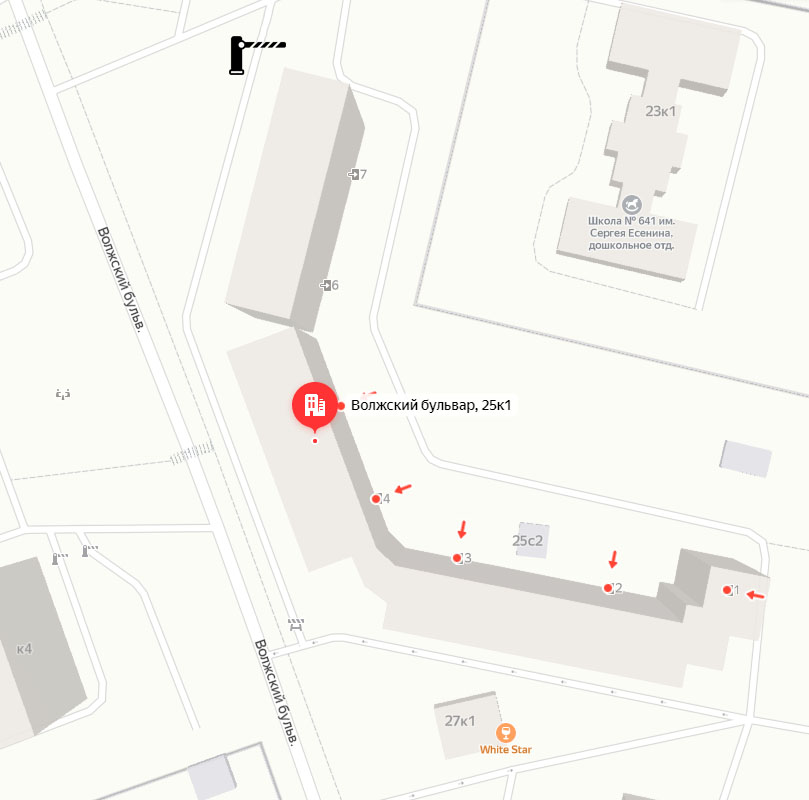 23к1
7
Школа № 641 им.
Сергея Есенина,
дошкольное отд.
Волжский бульв.
6
Волжский бульвар, 25к1
4
25с2
3
2
1
к4
Волжский бульв.
27к1
White Star